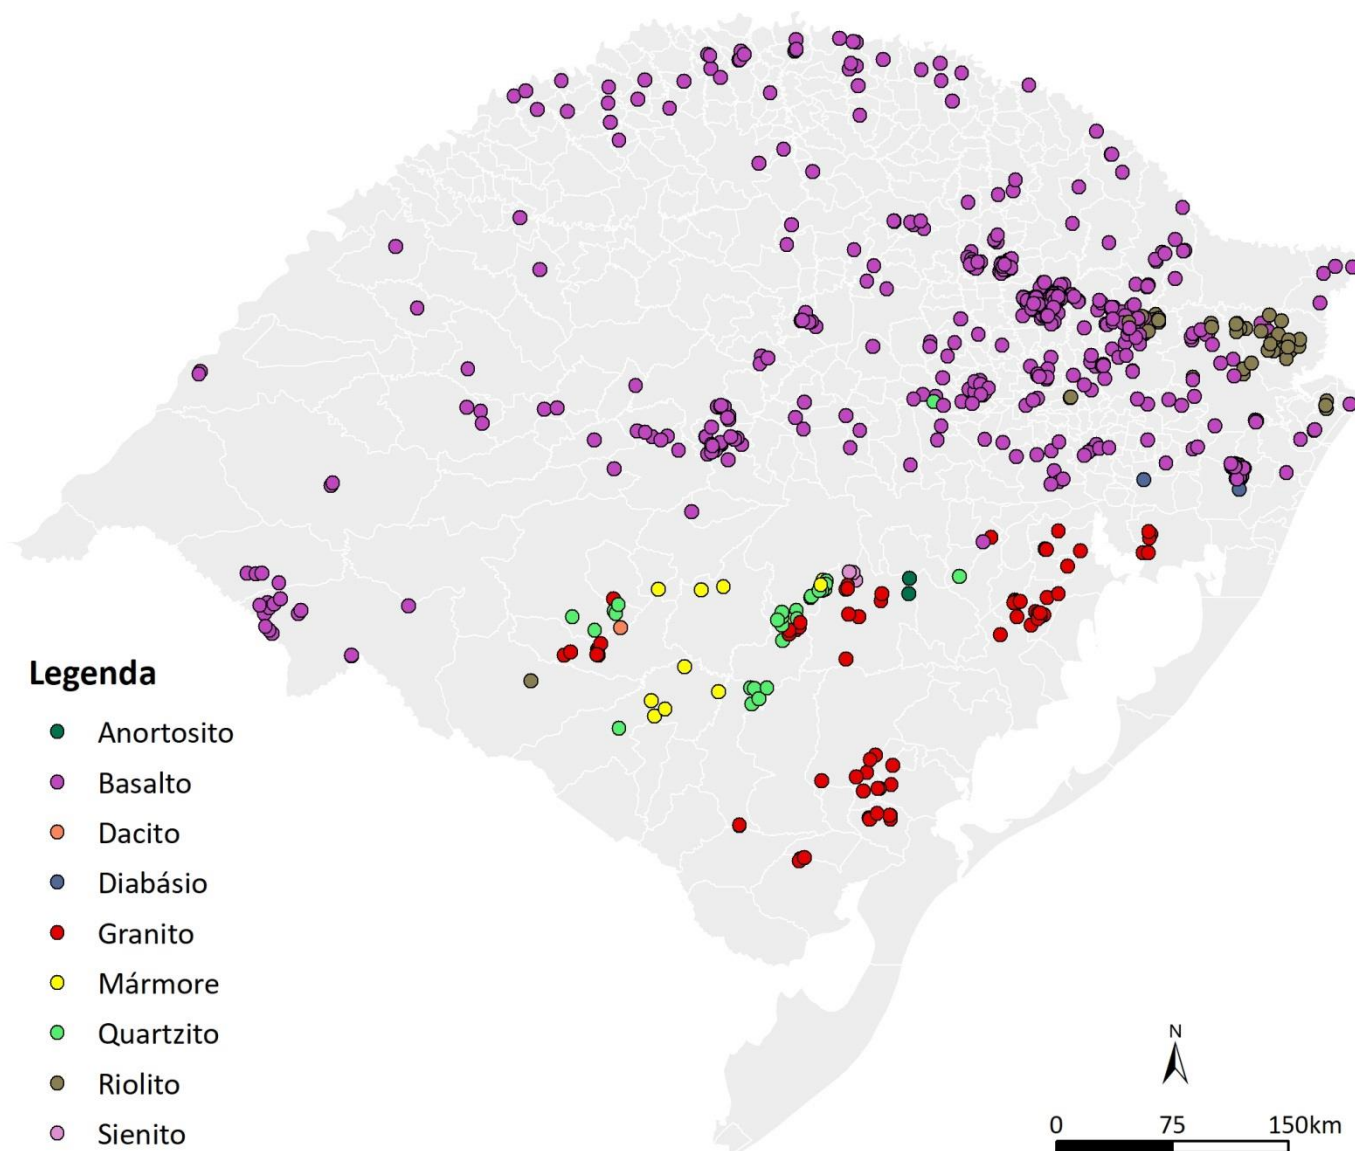 Legenda
Anortosito
Basalto
Dacito
Diabásio
Granito
Mármore
Quartzito
Riolito
Sienito
N
0 75 150km